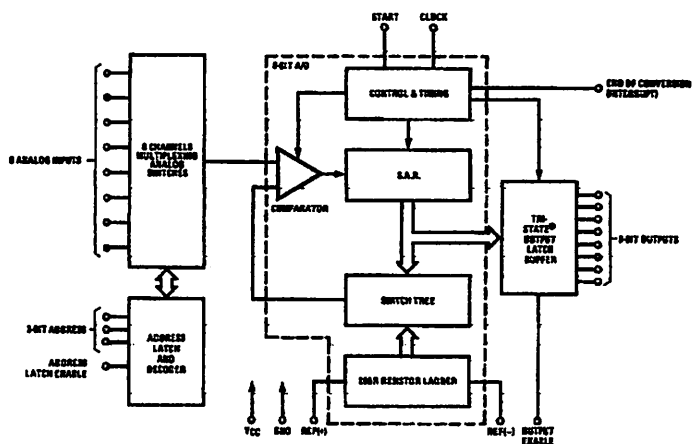 START
CLOCK
8-BIT A/D
CONTROL & TIMING
END OF CONVERSION
(INTERRUPT)
8 ANALOG INPUTS
8 CHANNELS
MULTIPLEXING
ANALOG
SWITCHES
COMPARATOR
S.A.R.
TRI-
STATE®
OUTPUT
LATCH
BUFFER
8-BIT OUTPUTS
SWITCH TREE
3-BIT ADDRESS
ADDRESS
LATCH ENABLE
ADDRESS
LATCH
AND
DECODER
256R RESISTOR LADDER
VCC
GND
REF(+)
REF(−)
OUTPUT
ENABLE